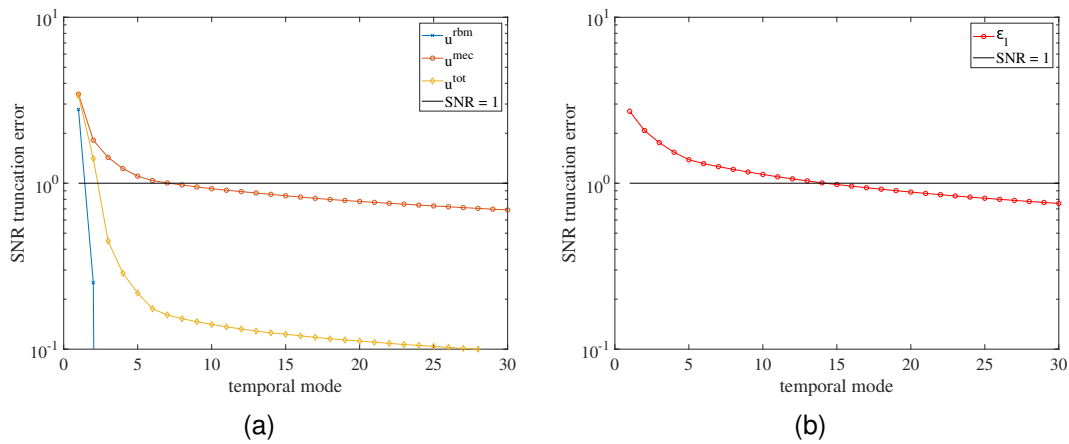 10^1
10^0
10^-1
SNR truncation error
0 5 10 15 20 25 30
temporal mode
u^rbm
u^mec
u^tot
SNR = 1
(a)
10^1
10^0
10^-1
SNR truncation error
0 5 10 15 20 25 30
temporal mode
ε_1
SNR = 1
(b)